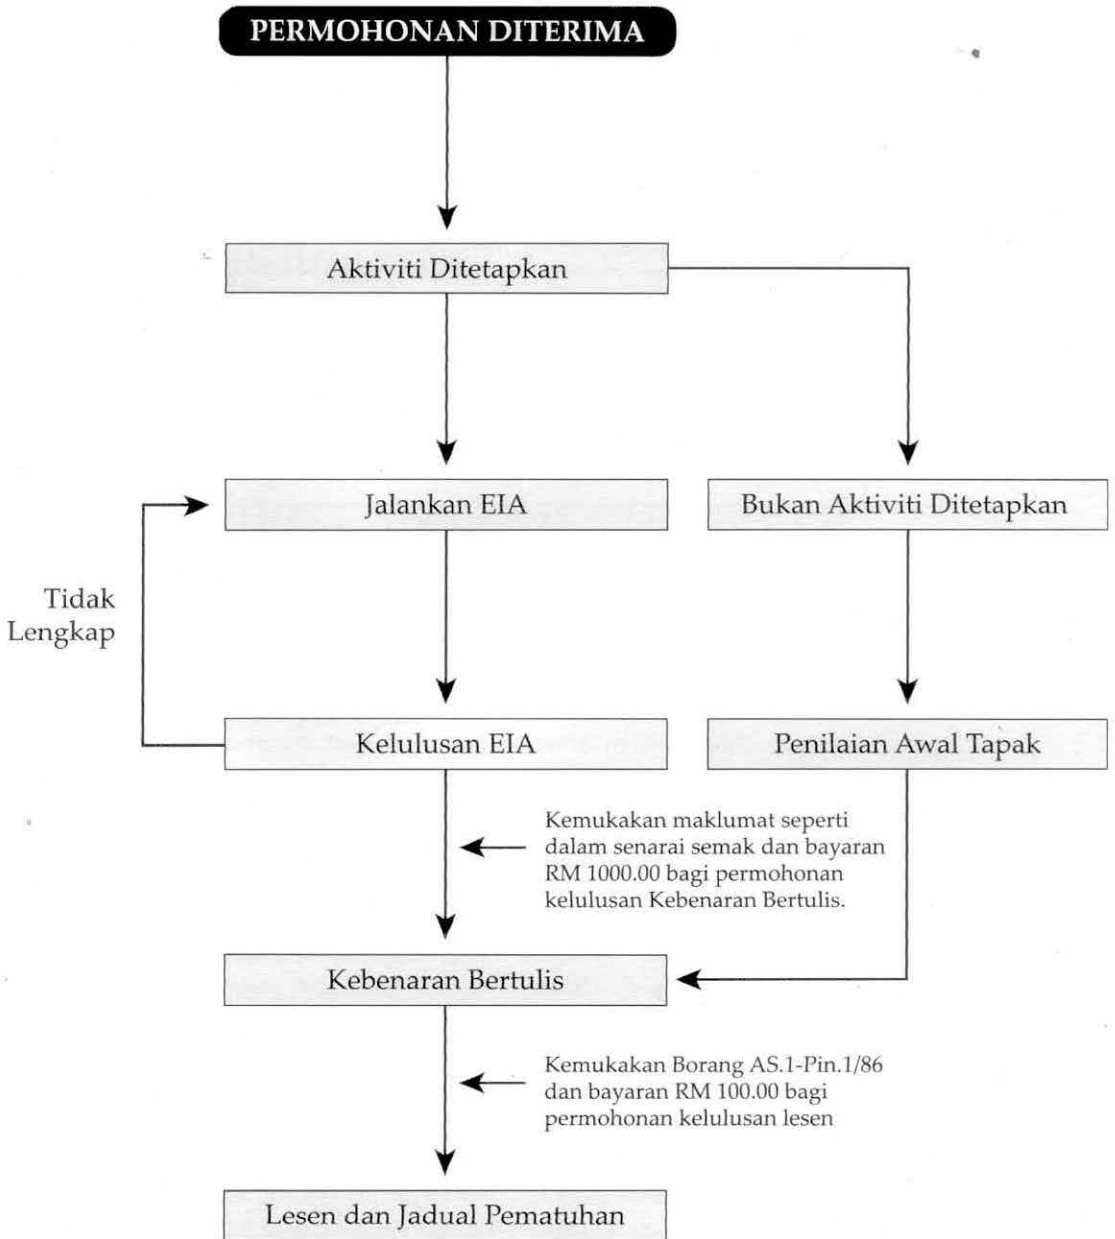 PERMOHONAN DITERIMA
Aktiviti Ditetapkan
Jalankan EIA
Bukan Aktiviti Ditetapkan
Tidak
Lengkap
Kelulusan EIA
Penilaian Awal Tapak
Kemukakan maklumat seperti
dalam senarai semak dan bayaran
RM 1000.00 bagi permohonan
kelulusan Kebenaran Bertulis.
Kebenaran Bertulis
Kemukakan Borang AS.1-Pin.1/86
dan bayaran RM 100.00 bagi
permohonan kelulusan lesen
Lesen dan Jadual Pematuhan